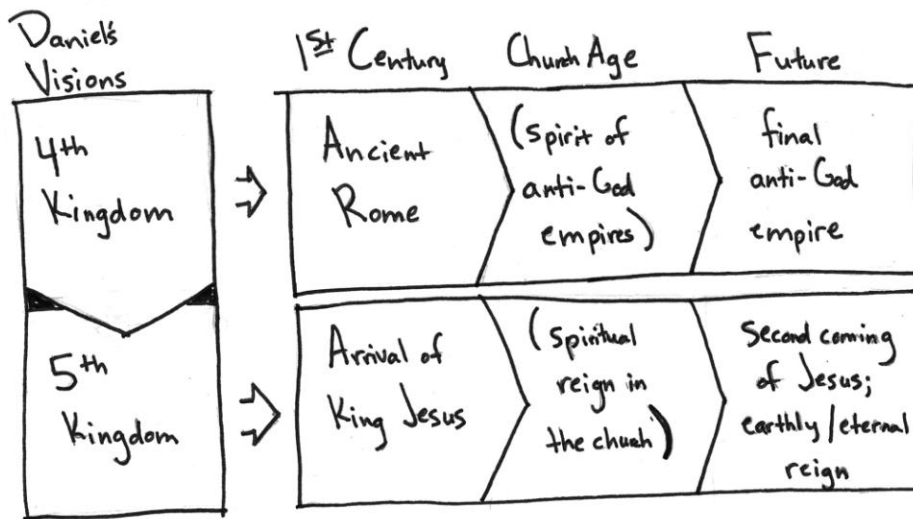 Daniel's
Visions
1st Century
Church Age
Future
4th
Kingdom
Ancient
Rome
(spirit of
anti-God
empires)
final
anti-God
empire
5th
Kingdom
Arrival of
King Jesus
(spiritual
reign in
the church)
Second coming
of Jesus;
earthly/eternal
reign